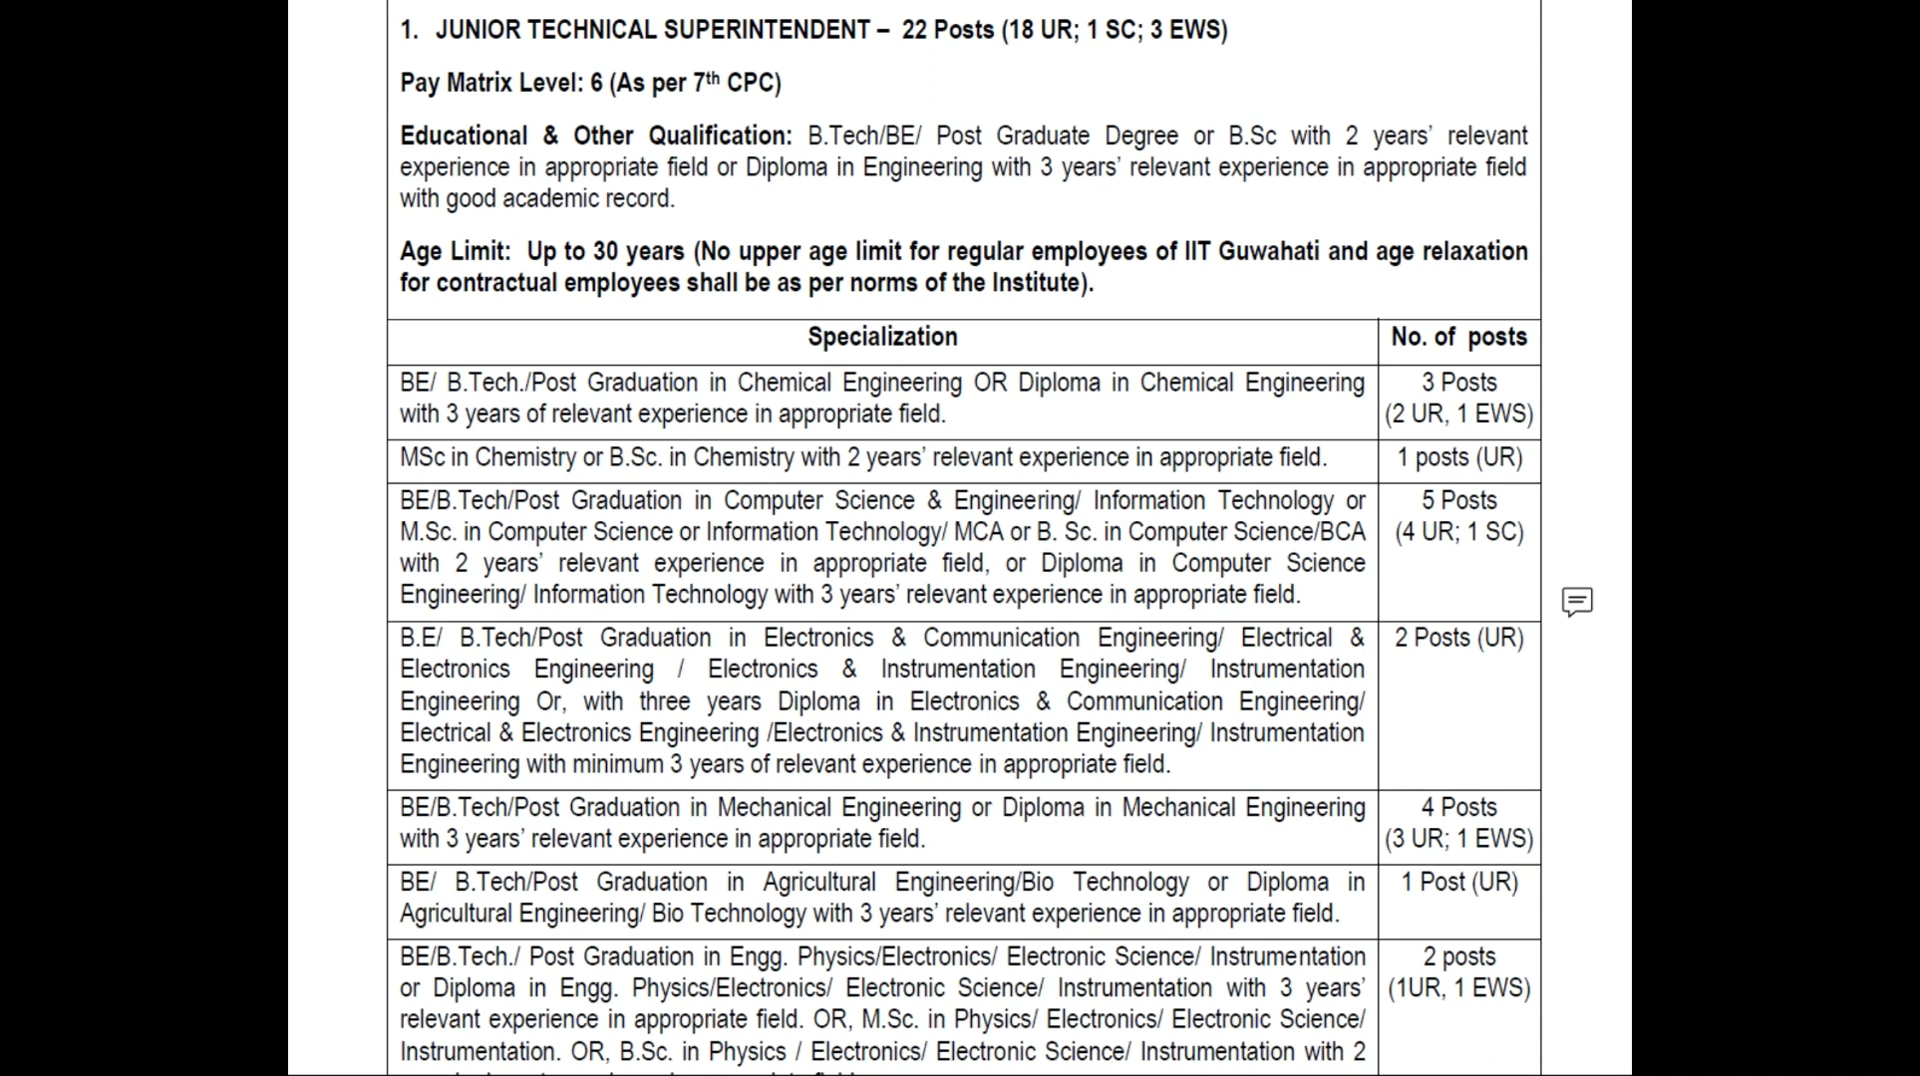 1. JUNIOR TECHNICAL SUPERINTENDENT – 22 Posts (18 UR; 1 SC; 3 EWS)
Pay Matrix Level: 6 (As per 7th CPC)
Educational & Other Qualification: B.Tech/BE/ Post Graduate Degree or B.Sc with 2 years’ relevant
experience in appropriate field or Diploma in Engineering with 3 years’ relevant experience in appropriate field
with good academic record.
Age Limit: Up to 30 years (No upper age limit for regular employees of IIT Guwahati and age relaxation
for contractual employees shall be as per norms of the Institute).
Specialization
No. of posts
BE/ B.Tech./Post Graduation in Chemical Engineering OR Diploma in Chemical Engineering
with 3 years of relevant experience in appropriate field.
3 Posts
(2 UR, 1 EWS)
MSc in Chemistry or B.Sc. in Chemistry with 2 years’ relevant experience in appropriate field.
1 posts (UR)
BE/B.Tech/Post Graduation in Computer Science & Engineering/ Information Technology or
M.Sc. in Computer Science or Information Technology/ MCA or B. Sc. in Computer Science/BCA
with 2 years’ relevant experience in appropriate field, or Diploma in Computer Science
Engineering/ Information Technology with 3 years’ relevant experience in appropriate field.
5 Posts
(4 UR; 1 SC)
B.E/ B.Tech/Post Graduation in Electronics & Communication Engineering/ Electrical &
Electronics Engineering / Electronics & Instrumentation Engineering/ Instrumentation
Engineering Or, with three years Diploma in Electronics & Communication Engineering/
Electrical & Electronics Engineering /Electronics & Instrumentation Engineering/ Instrumentation
Engineering with minimum 3 years of relevant experience in appropriate field.
2 Posts (UR)
BE/B.Tech/Post Graduation in Mechanical Engineering or Diploma in Mechanical Engineering
with 3 years’ relevant experience in appropriate field.
4 Posts
(3 UR; 1 EWS)
BE/ B.Tech/Post Graduation in Agricultural Engineering/Bio Technology or Diploma in
Agricultural Engineering/ Bio Technology with 3 years’ relevant experience in appropriate field.
1 Post (UR)
BE/B.Tech./ Post Graduation in Engg. Physics/Electronics/ Electronic Science/ Instrumentation
or Diploma in Engg. Physics/Electronics/ Electronic Science/ Instrumentation with 3 years’
relevant experience in appropriate field. OR, M.Sc. in Physics/ Electronics/ Electronic Science/
Instrumentation. OR, B.Sc. in Physics / Electronics/ Electronic Science/ Instrumentation with 2
2 posts
(1UR, 1 EWS)